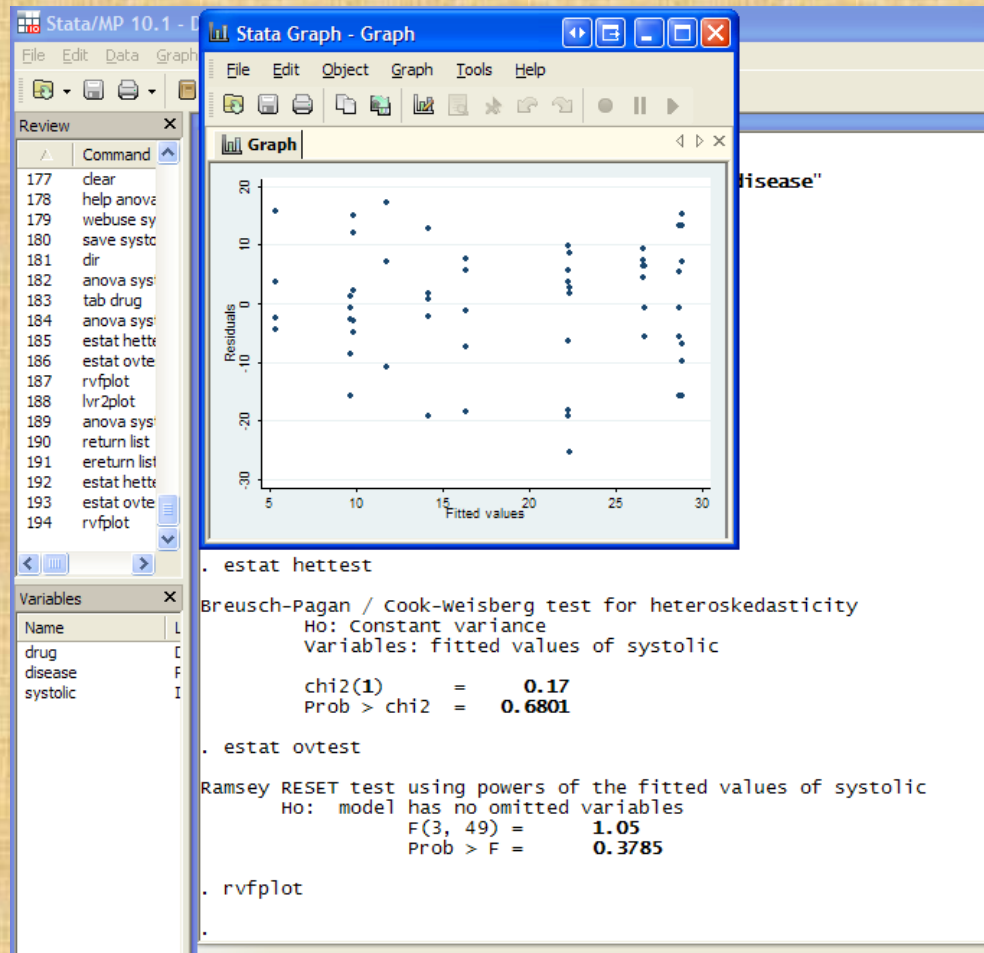 Stata/MP 10.1 - D
File Edit Data Graph
Review
Command
177 clear
178 help anova
179 webuse sy
180 save systo
181 dir
182 anova sys
183 tab drug
184 anova sys
185 estat hette
186 estat ovte
187 rvfplot
188 lvr2plot
189 anova sys
190 return list
191 ereturn list
192 estat hette
193 estat ovte
194 rvfplot
Variables
Name L
drug D
disease P
systolic I
Stata Graph - Graph
File Edit Object Graph Tools Help
Graph
20
10
0
-10
-20
-30
Residuals
5 10 15 20 25 30
Fitted values
disease"
. estat hettest
Breusch-Pagan / Cook-Weisberg test for heteroskedasticity
Ho: Constant variance
Variables: fitted values of systolic
chi2(1) = 0.17
Prob > chi2 = 0.6801
. estat ovtest
Ramsey RESET test using powers of the fitted values of systolic
Ho: model has no omitted variables
F(3, 49) = 1.05
Prob > F = 0.3785
. rvfplot
.